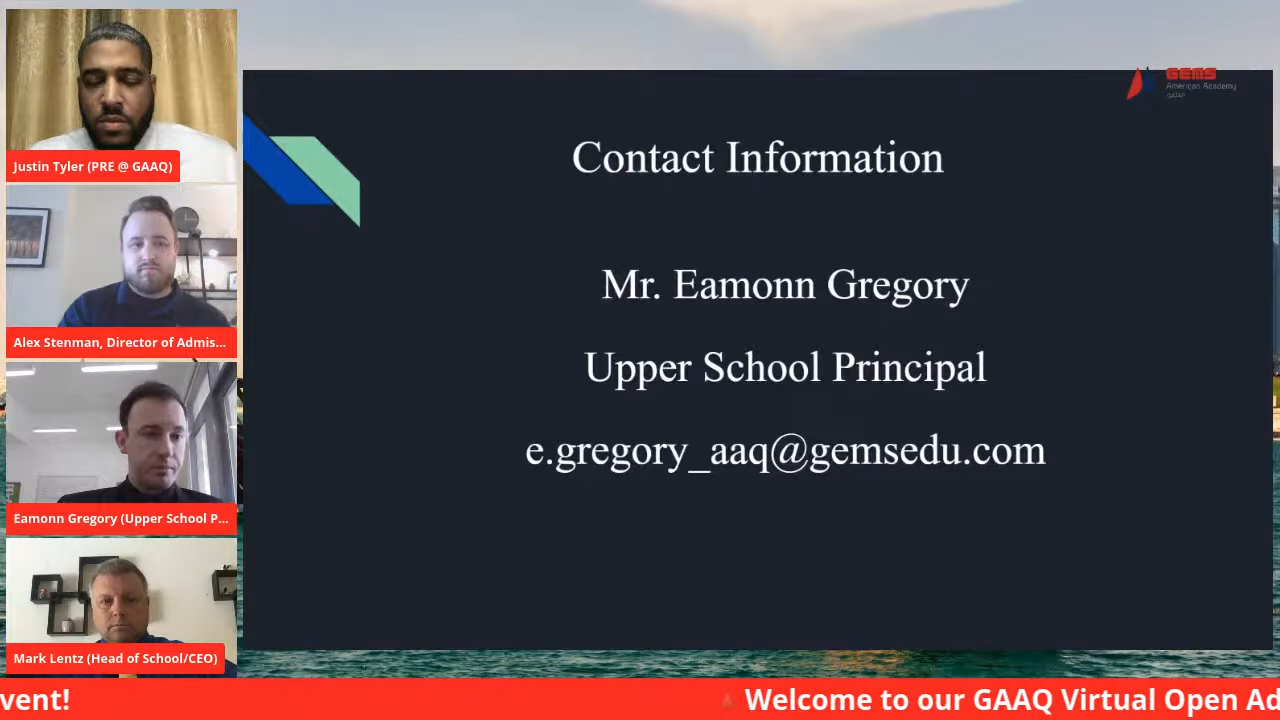 Justin Tyler (PRE @ GAAQ)
Alex Stenman, Director of Admis...
Eamonn Gregory (Upper School P...
Mark Lentz (Head of School/CEO)
GEMS
American Academy
QATAR
Contact Information
Mr. Eamonn Gregory
Upper School Principal
e.gregory_aaq@gemsedu.com
vent! Welcome to our GAAQ Virtual Open Ad